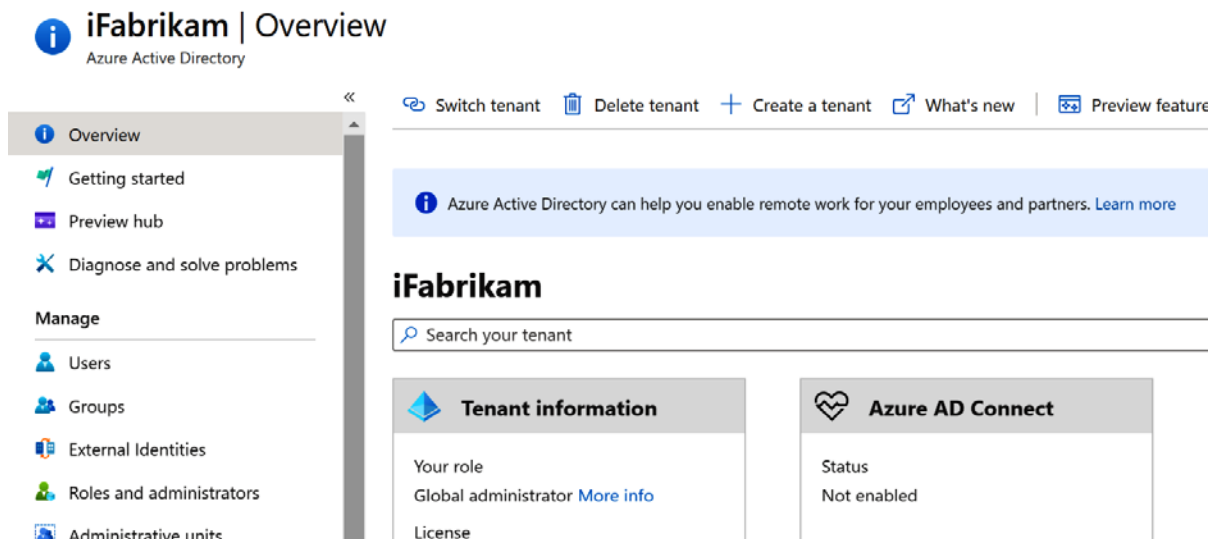 iFabrikam | Overview
Azure Active Directory
«
Switch tenant
Delete tenant
Create a tenant
What's new
Preview feature
Overview
Getting started
Preview hub
Diagnose and solve problems
Manage
Users
Groups
External Identities
Roles and administrators
Administrative units
Azure Active Directory can help you enable remote work for your employees and partners. Learn more
iFabrikam
Search your tenant
Tenant information
Your role
Global administrator More info
License
Azure AD Connect
Status
Not enabled